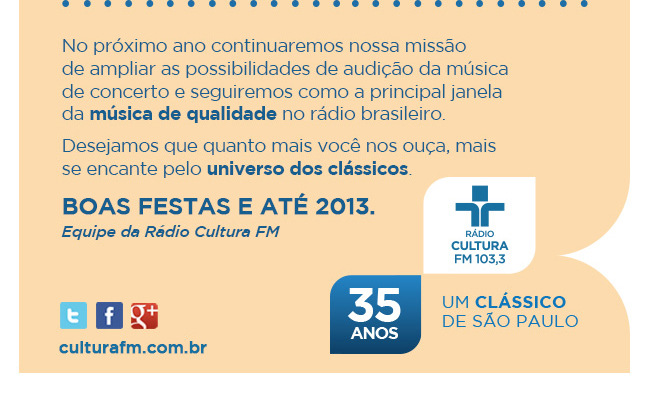 No próximo ano continuaremos nossa missão
de ampliar as possibilidades de audição da música
de concerto e seguiremos como a principal janela
da música de qualidade no rádio brasileiro.
Desejamos que quanto mais você nos ouça, mais
se encante pelo universo dos clássicos.
BOAS FESTAS E ATÉ 2013.
Equipe da Rádio Cultura FM
RÁDIO
CULTURA
FM 103,3
35
ANOS
UM CLÁSSICO
DE SÃO PAULO
t f g+
culturafm.com.br